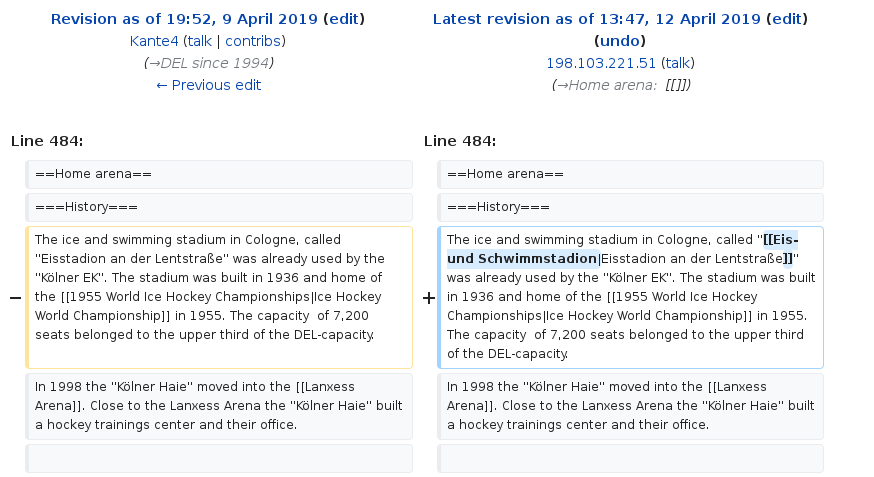 Revision as of 19:52, 9 April 2019 (edit)
Kante4 (talk | contribs)
(→DEL since 1994)
← Previous edit
Latest revision as of 13:47, 12 April 2019 (edit)
(undo)
198.103.221.51 (talk)
(→Home arena:  [[]])
Line 484:
Line 484:
==Home arena==
==Home arena==
===History===
===History===
−
The ice and swimming stadium in Cologne, called
"Eisstadion an der Lentstraße" was already used by the
"Kölner EK". The stadium was built in 1936 and home of
the [[1955 World Ice Hockey Championships|Ice Hockey
World Championship]] in 1955. The capacity  of 7,200
seats belonged to the upper third of the DEL-capacity.
+
The ice and swimming stadium in Cologne, called "[[Eis-
und Schwimmstadion|Eisstadion an der Lentstraße]]"
was already used by the "Kölner EK". The stadium was built
in 1936 and home of the [[1955 World Ice Hockey
Championships|Ice Hockey World Championship]] in 1955.
The capacity  of 7,200 seats belonged to the upper third
of the DEL-capacity.
In 1998 the "Kölner Haie" moved into the [[Lanxess
Arena]]. Close to the Lanxess Arena the "Kölner Haie" built
a hockey trainings center and their office.
In 1998 the "Kölner Haie" moved into the [[Lanxess
Arena]]. Close to the Lanxess Arena the "Kölner Haie" built
a hockey trainings center and their office.